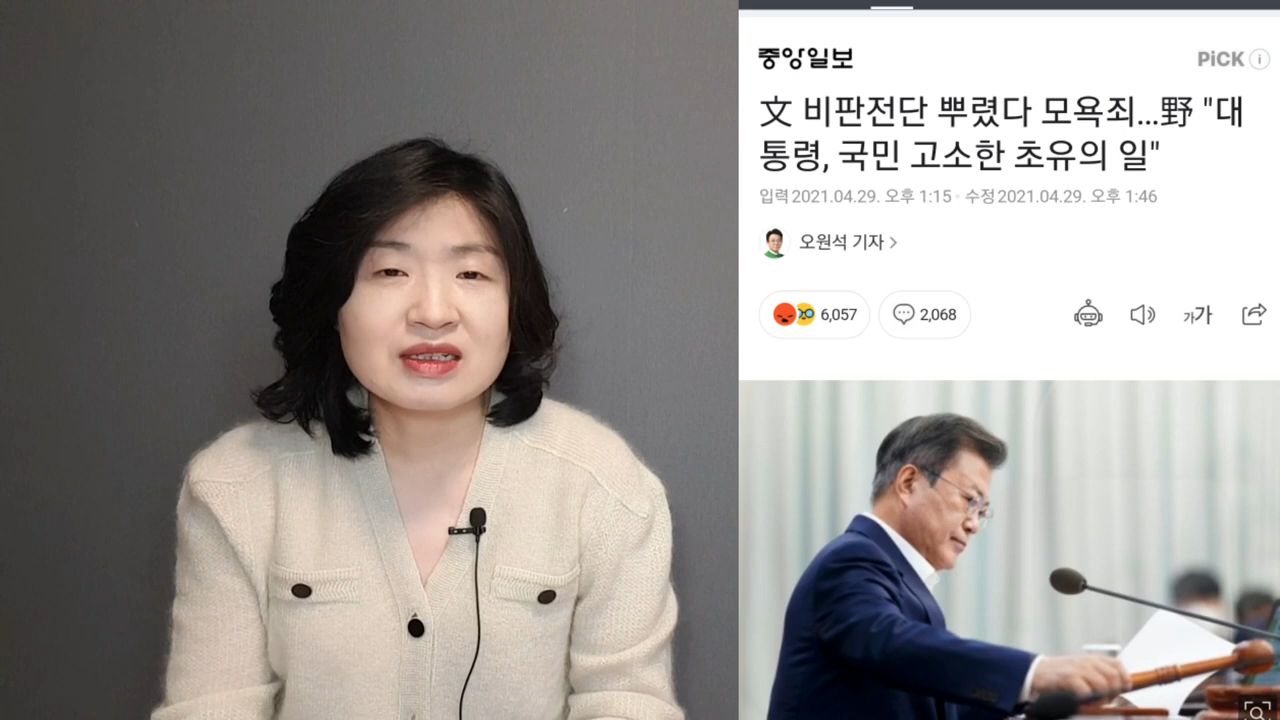 중앙일보
PiCK
文 비판전단 뿌렸다 모욕죄...野 "대
통령, 국민 고소한 초유의 일"
입력 2021.04.29. 오후 1:15 · 수정 2021.04.29. 오후 1:46
오원석 기자
6,057
2,068
가가